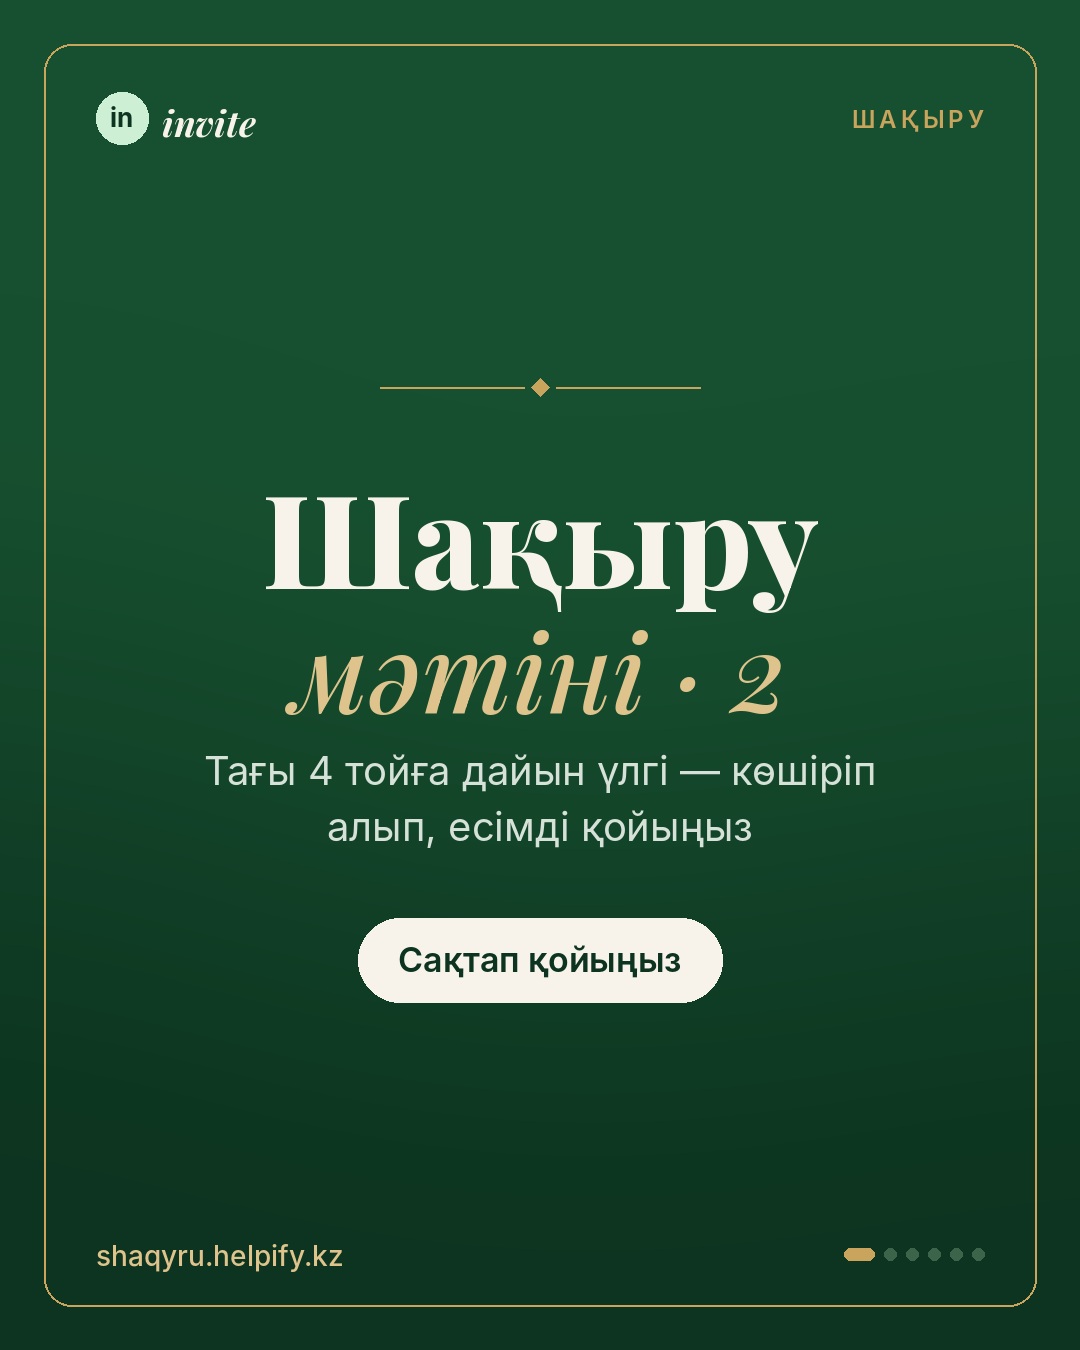 in invite
ШАҚЫРУ
Шақыру
мәтіні · 2
Тағы 4 тойға дайын үлгі — көшіріп
алып, есімді қойыңыз
Сақтап қойыңыз
shaqyru.helpify.kz